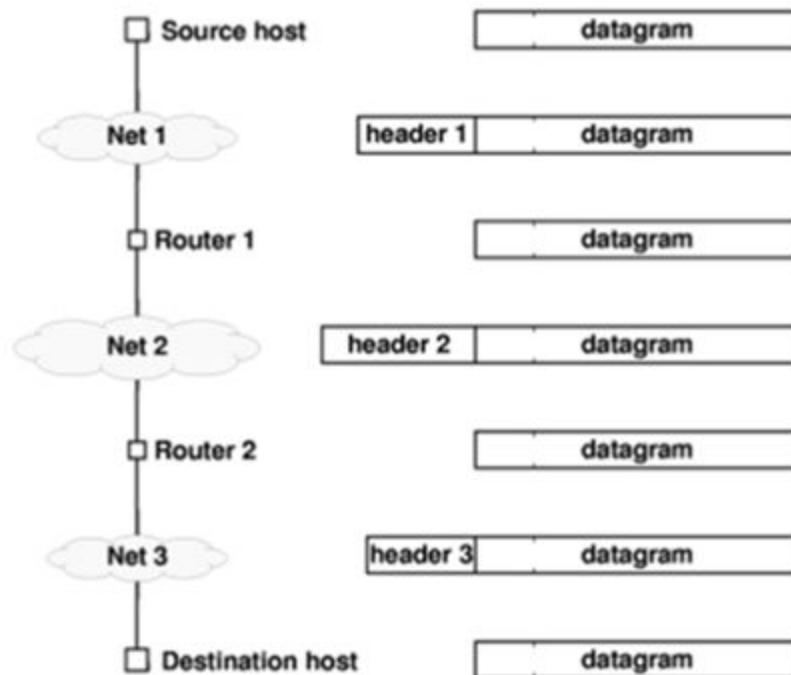 Source host datagram
Net 1 header 1 datagram
Router 1 datagram
Net 2 header 2 datagram
Router 2 datagram
Net 3 header 3 datagram
Destination host datagram